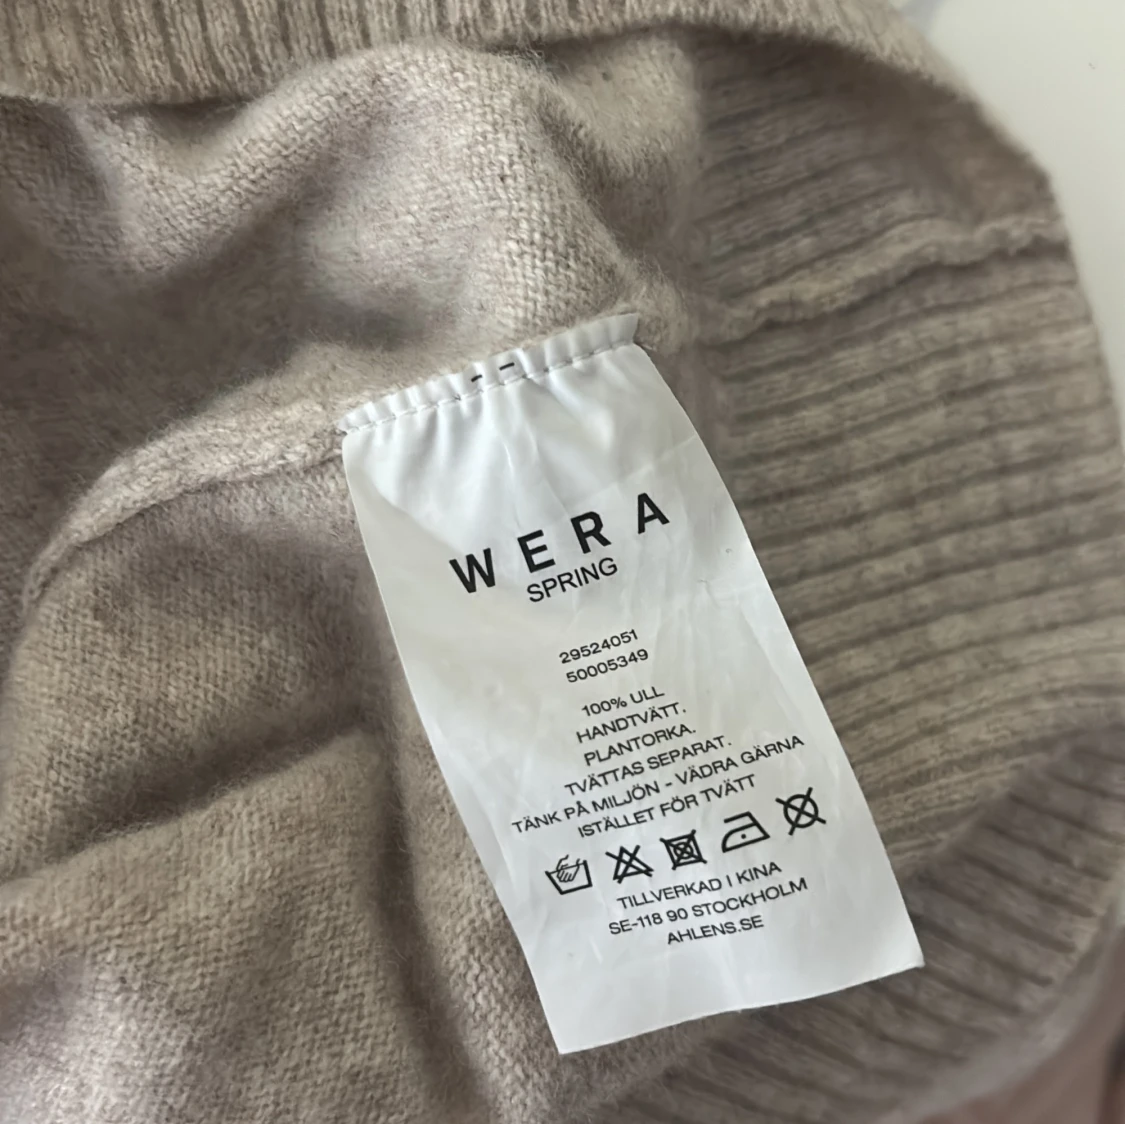 WERA
SPRING
29524051
50005349
100% ULL
HANDTVÄTT.
PLANTORKA.
TVÄTTAS SEPARAT.
TÄNK PÅ MILJÖN - VÄDRA GÄRNA
ISTÄLLET FÖR TVÄTT
TILLVERKAD I KINA
SE-118 90 STOCKHOLM
AHLENS.SE